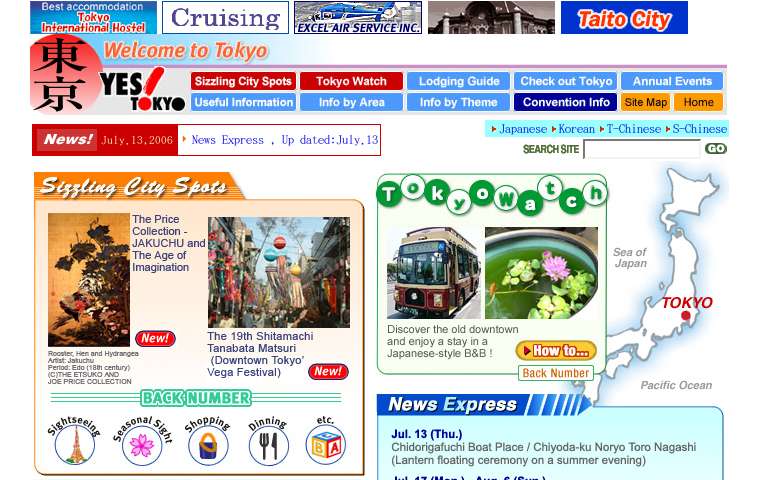 Best accommodation
Tokyo
International Hostel
Cruising
EXCEL AIR SERVICE INC.
Taito City
東京
Welcome to Tokyo
YES!
TOKYO
Sizzling City Spots
Tokyo Watch
Lodging Guide
Check out Tokyo
Annual Events
Useful Information
Info by Area
Info by Theme
Convention Info
Site Map
Home
News!
July,13,2006
News Express , Up dated:July,13
Japanese
Korean
T-Chinese
S-Chinese
SEARCH SITE
GO
Sizzling City Spots
The Price
Collection -
JAKUCHU and
The Age of
Imagination
New!
Rooster, Hen and Hydrangea
Artist: Jakuchu
Period: Edo (18th century)
(C)THE ETSUKO AND
JOE PRICE COLLECTION
The 19th Shitamachi
Tanabata Matsuri
(Downtown Tokyo'
Vega Festival)
New!
BACK NUMBER
Sightseeing
Seasonal Sight
Shopping
Dinning
etc.
Tokyowatch
Discover the old downtown
and enjoy a stay in a
Japanese-style B&B !
How to...
Back Number
Sea of
Japan
TOKYO
Pacific Ocean
News Express
Jul. 13 (Thu.)
Chidorigafuchi Boat Place / Chiyoda-ku Noryo Toro Nagashi
(Lantern floating ceremony on a summer evening)
Jul. 17 (Mon.) - Aug. 6 (Sun.)